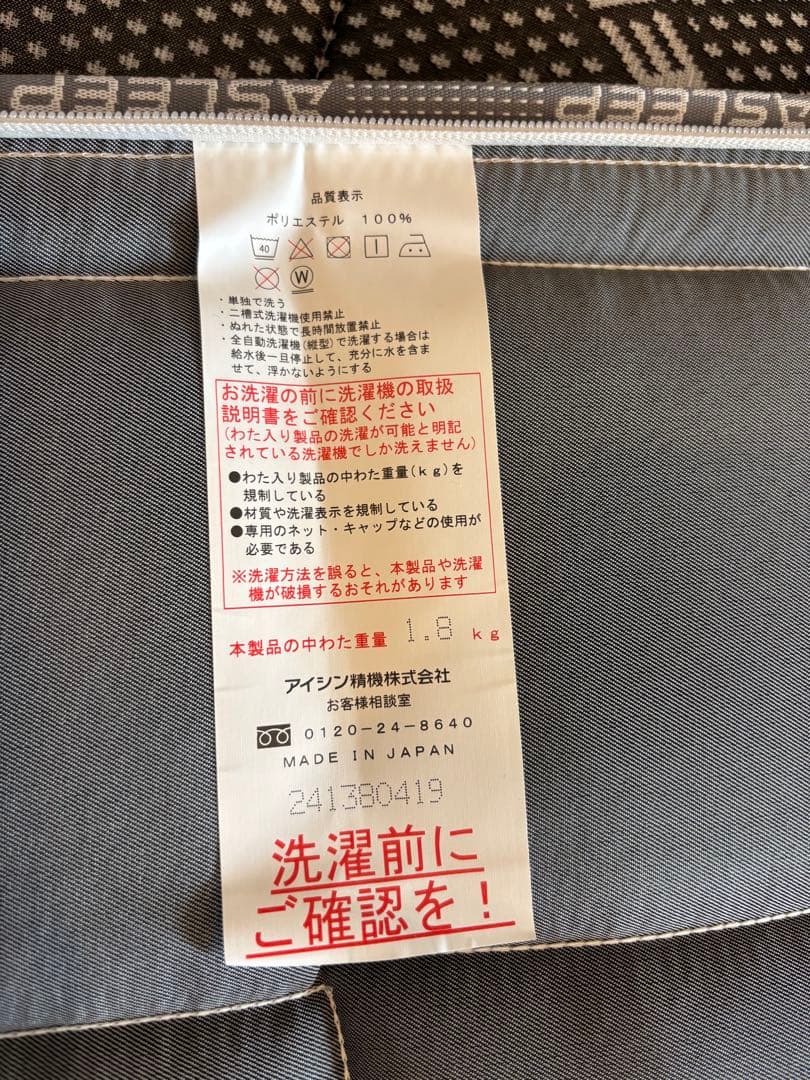 ASLEEP
ASLEEP
品質表示
ポリエステル 100%
40
W
・単独で洗う
・二槽式洗濯機使用禁止
・ぬれた状態で長時間放置禁止
・全自動洗濯機(縦型)で洗濯する場合は
給水後一旦停止して、充分に水を含ま
せて、浮かないようにする
お洗濯の前に洗濯機の取扱
説明書をご確認ください
(わた入り製品の洗濯が可能と明記
されている洗濯機でしか洗えません)
●わた入り製品の中わた重量(kg)を
規制している
●材質や洗濯表示を規制している
●専用のネット・キャップなどの使用が
必要である
※洗濯方法を誤ると、本製品や洗濯
機が破損するおそれがあります
本製品の中わた重量 1.8 kg
アイシン精機株式会社
お客様相談室
0120-24-8640
MADE IN JAPAN
241380419
洗濯前に
ご確認を!